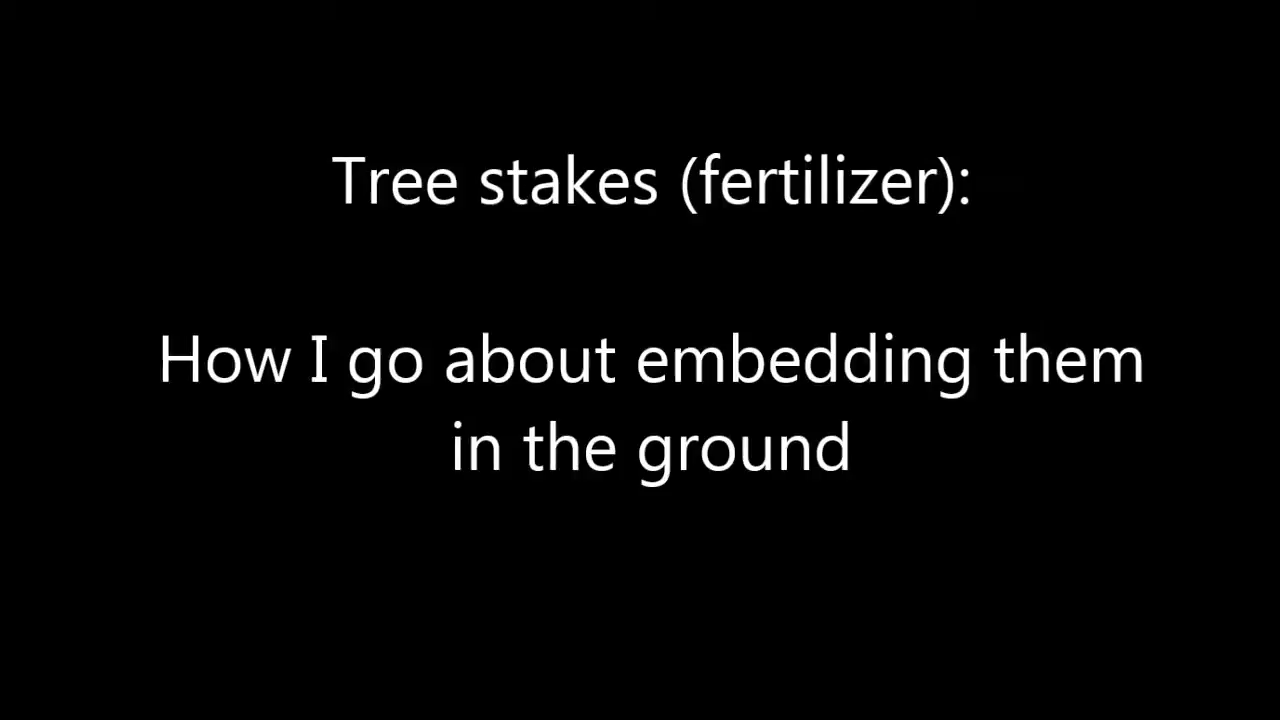 Tree stakes (fertilizer):
How I go about embedding them
in the ground